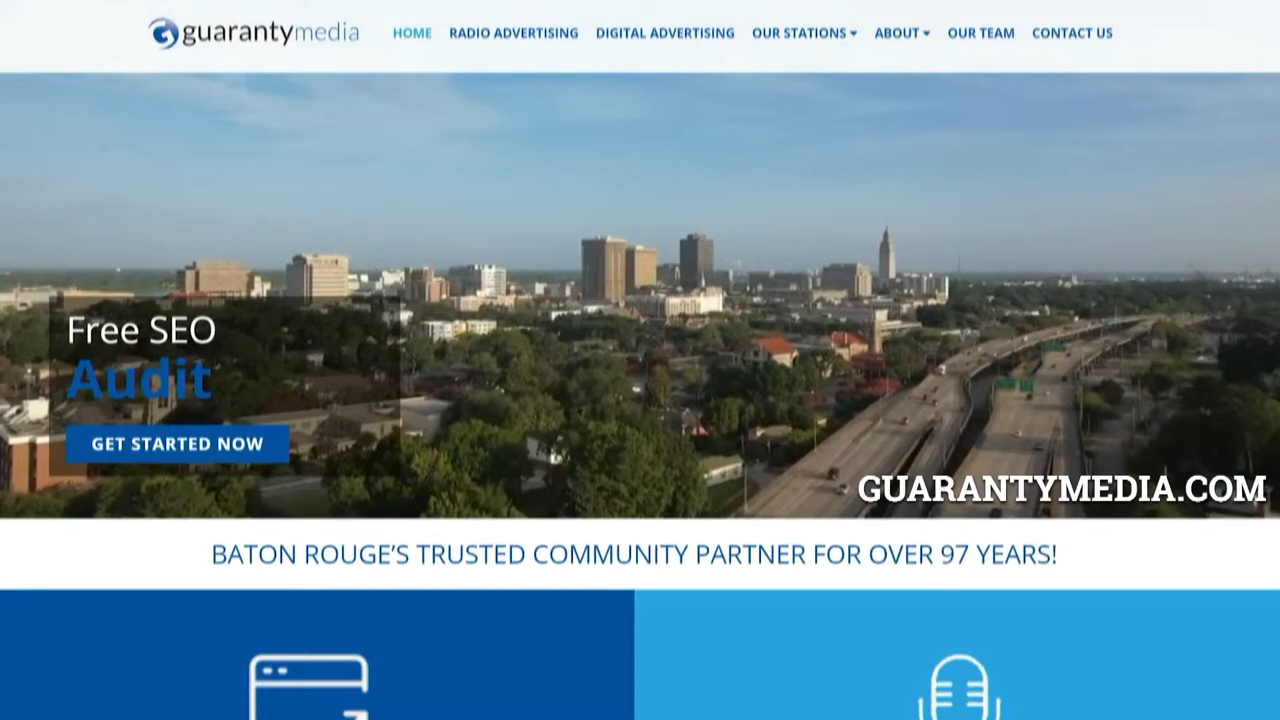 guarantymedia
HOME RADIO ADVERTISING DIGITAL ADVERTISING OUR STATIONS ABOUT OUR TEAM CONTACT US
Free SEO
Audit
GET STARTED NOW
GUARANTYMEDIA.COM
BATON ROUGE'S TRUSTED COMMUNITY PARTNER FOR OVER 97 YEARS!